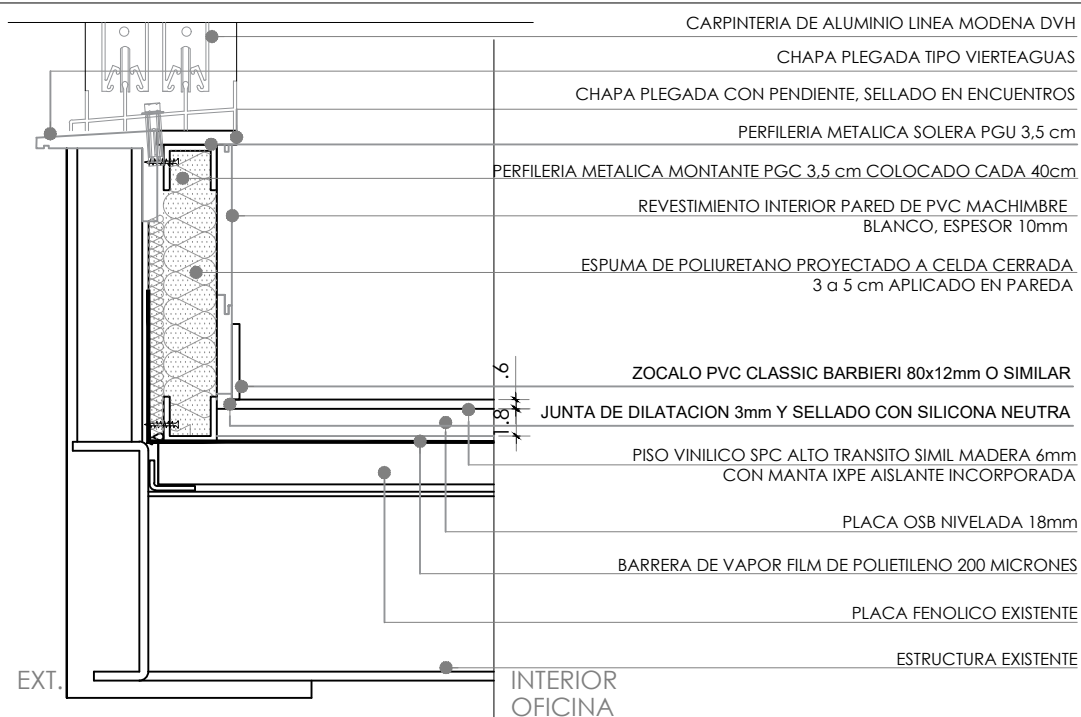 CARPINTERIA DE ALUMINIO LINEA MODENA DVH
CHAPA PLEGADA TIPO VIERTEAGUAS
CHAPA PLEGADA CON PENDIENTE, SELLADO EN ENCUENTROS
PERFILERIA METALICA SOLERA PGU 3,5 cm
PERFILERIA METALICA MONTANTE PGC 3,5 cm COLOCADO CADA 40cm
REVESTIMIENTO INTERIOR PARED DE PVC MACHIMBRE
BLANCO, ESPESOR 10mm
ESPUMA DE POLIURETANO PROYECTADO A CELDA CERRADA
3 a 5 cm APLICADO EN PAREDA
.6
ZOCALO PVC CLASSIC BARBIERI 80x12mm O SIMILAR
1.8
JUNTA DE DILATACION 3mm Y SELLADO CON SILICONA NEUTRA
PISO VINILICO SPC ALTO TRANSITO SIMIL MADERA 6mm
CON MANTA IXPE AISLANTE INCORPORADA
PLACA OSB NIVELADA 18mm
BARRERA DE VAPOR FILM DE POLIETILENO 200 MICRONES
PLACA FENOLICO EXISTENTE
ESTRUCTURA EXISTENTE
EXT.
INTERIOR
OFICINA